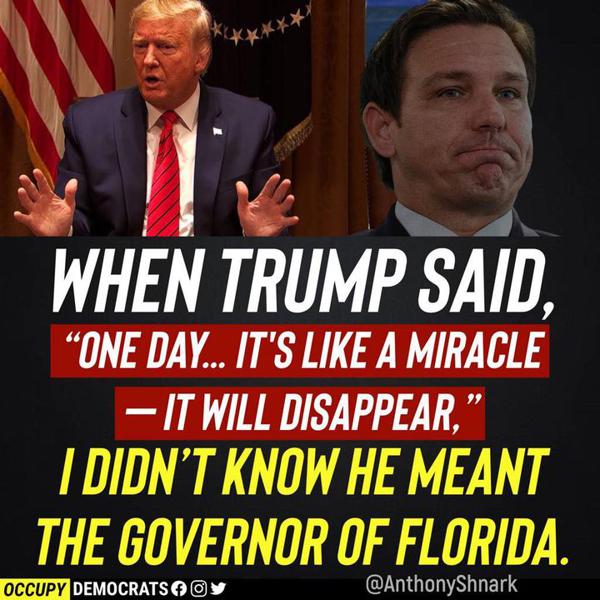 WHEN TRUMP SAID,
“ONE DAY... IT'S LIKE A MIRACLE
— IT WILL DISAPPEAR,”
I DIDN’T KNOW HE MEANT
THE GOVERNOR OF FLORIDA.
OCCUPY DEMOCRATS
@AnthonyShnark